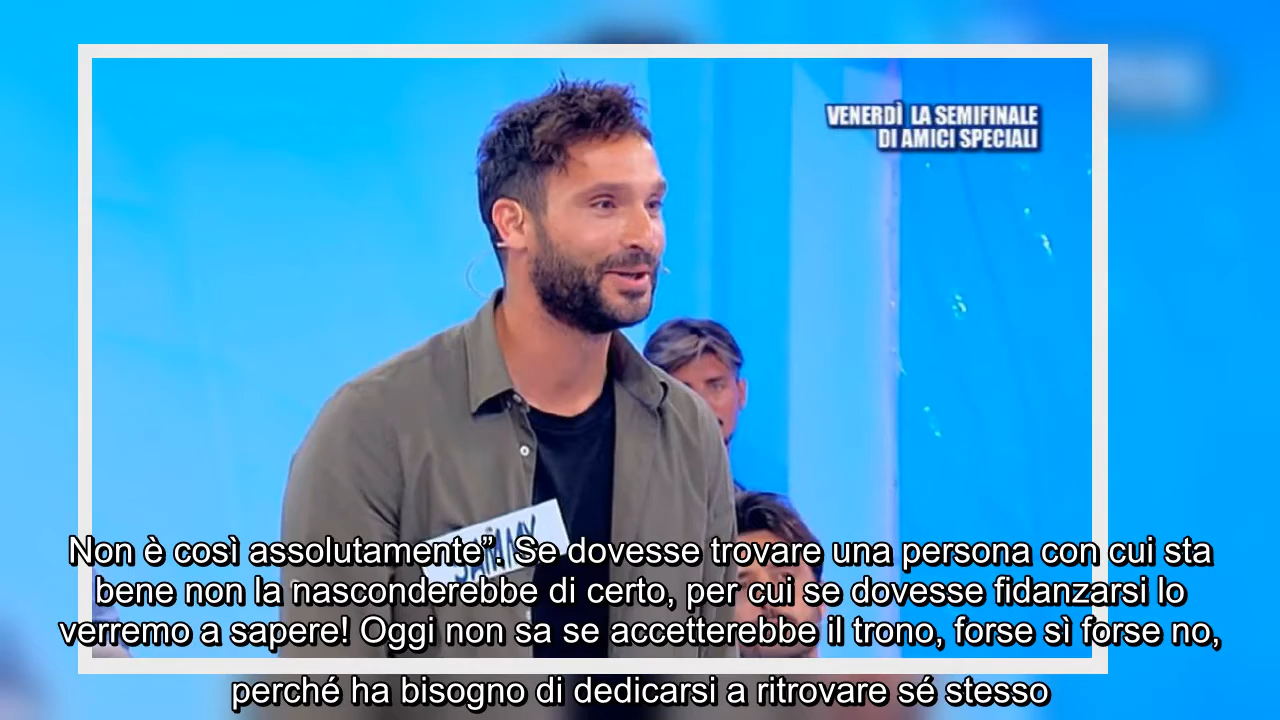 VENERDÌ LA SEMIFINALE
DI AMICI SPECIALI
SAMMY
Non è così assolutamente”. Se dovesse trovare una persona con cui sta
bene non la nasconderebbe di certo, per cui se dovesse fidanzarsi lo
verremo a sapere! Oggi non sa se accetterebbe il trono, forse sì forse no,
perché ha bisogno di dedicarsi a ritrovare sé stesso